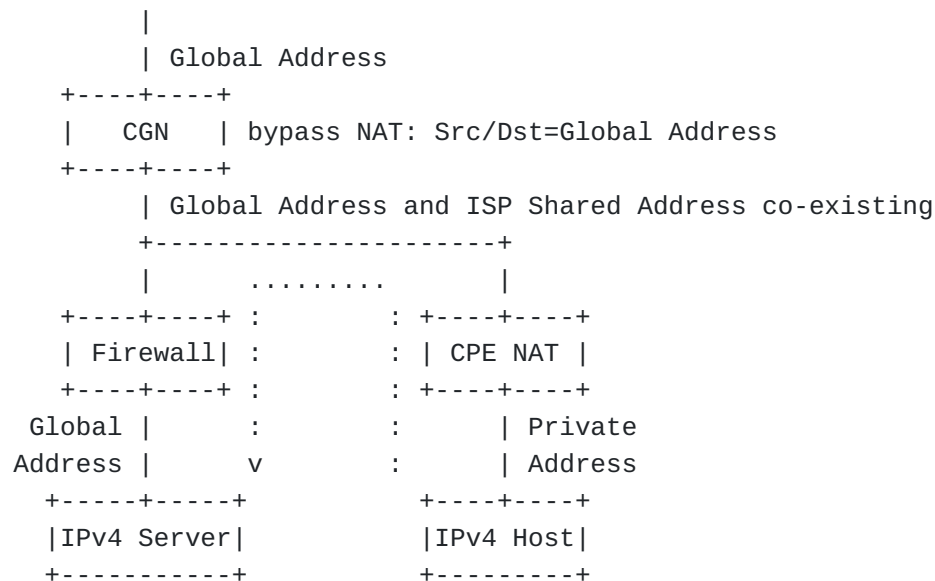 Global Address
CGN bypass NAT: Src/Dst=Global Address
Global Address and ISP Shared Address co-existing
Firewall CPE NAT
Global Private
Address v Address
IPv4 Server IPv4 Host